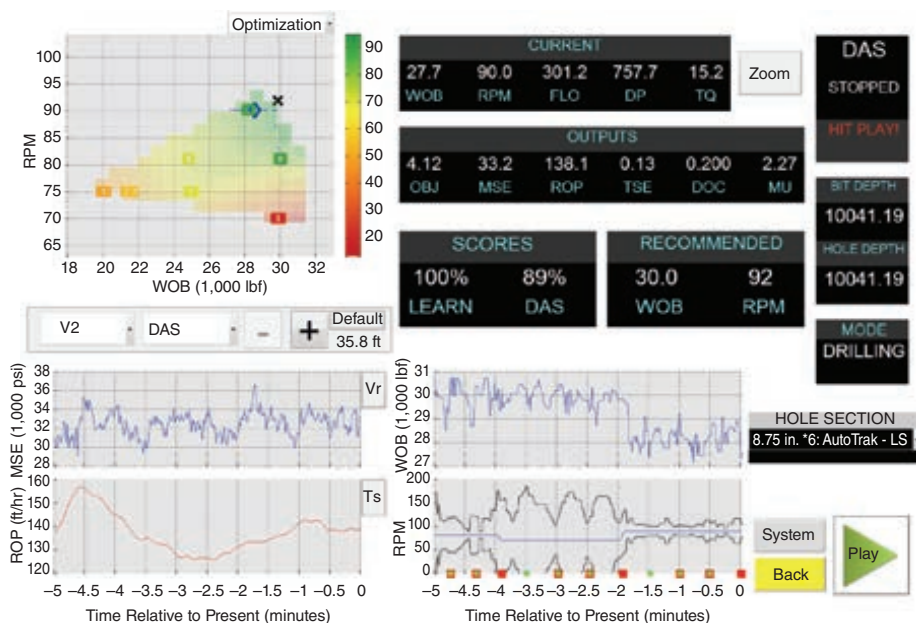 Optimization
100
95
90
85
80
75
70
65
RPM
18 20 22 24 26 28 30 32
WOB (1,000 lbf)
90
80
70
60
50
40
30
20
CURRENT
27.7 90.0 301.2 757.7 15.2
WOB RPM FLO DP TQ
Zoom
OUTPUTS
4.12 33.2 138.1 0.13 0.200 2.27
OBJ MSE ROP TSE DOC MU
SCORES
100% 89%
LEARN DAS
RECOMMENDED
30.0 92
WOB RPM
DAS
STOPPED
HIT PLAY!
BIT DEPTH
10041.19
HOLE DEPTH
10041.19
MODE
DRILLING
V2 DAS - + Default
35.8 ft
38
36
34
32
30
28
MSE (1,000 psi)
Vr
160
150
140
130
120
ROP (ft/hr)
Ts
–5 –4.5 –4 –3.5 –3 –2.5 –2 –1.5 –1 –0.5 0
Time Relative to Present (minutes)
31
30
29
28
27
WOB (1,000 lbf)
200
150
100
50
0
RPM
–5 –4.5 –4 –3.5 –3 –2.5 –2 –1.5 –1 –0.5 0
Time Relative to Present (minutes)
HOLE SECTION
8.75 in. *6: AutoTrak - LS
System
Back
Play